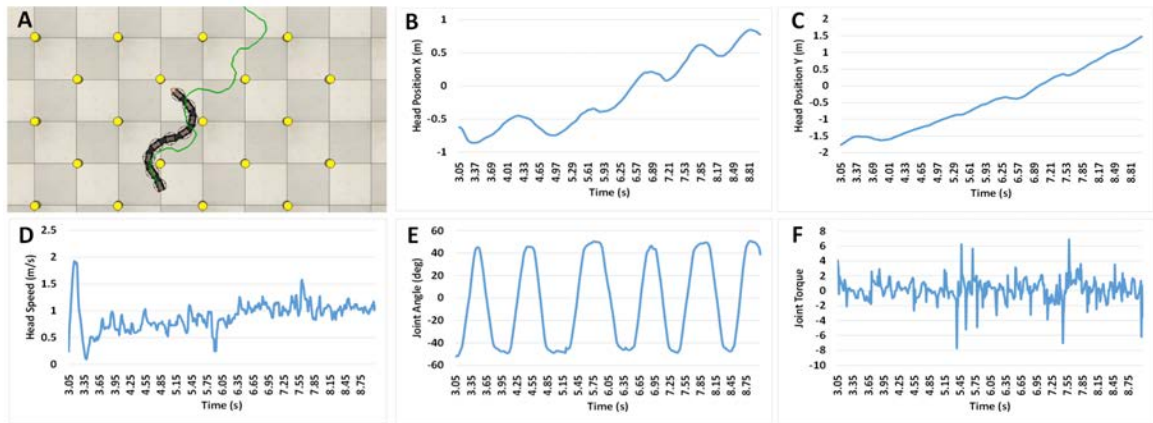 A
B
Head Position X (m)
1
0.5
0
-0.5
-1
3.05 3.37 3.69 4.01 4.33 4.65 4.97 5.29 5.61 5.93 6.25 6.57 6.89 7.21 7.53 7.85 8.17 8.49 8.81
Time (s)
C
Head Position Y (m)
2
1.5
1
0.5
0
-0.5
-1
-1.5
-2
3.05 3.37 3.69 4.01 4.33 4.65 4.97 5.29 5.61 5.93 6.25 6.57 6.89 7.21 7.53 7.85 8.17 8.49 8.81
Time (s)
D
Head Speed (m/s)
2.5
2
1.5
1
0.5
0
3.05 3.35 3.65 3.95 4.25 4.55 4.85 5.15 5.45 5.75 6.05 6.35 6.65 6.95 7.25 7.55 7.85 8.15 8.45 8.75
Time (s)
E
Joint Angle (deg)
60
40
20
0
-20
-40
-60
3.05 3.35 3.65 3.95 4.25 4.55 4.85 5.15 5.45 5.75 6.05 6.35 6.65 6.95 7.25 7.55 7.85 8.15 8.45 8.75
Time (s)
F
Joint Torque
8
6
4
2
0
-2
-4
-6
-8
-10
3.05 3.35 3.65 3.95 4.25 4.55 4.85 5.15 5.45 5.75 6.05 6.35 6.65 6.95 7.25 7.55 7.85 8.15 8.45 8.75
Time (s)